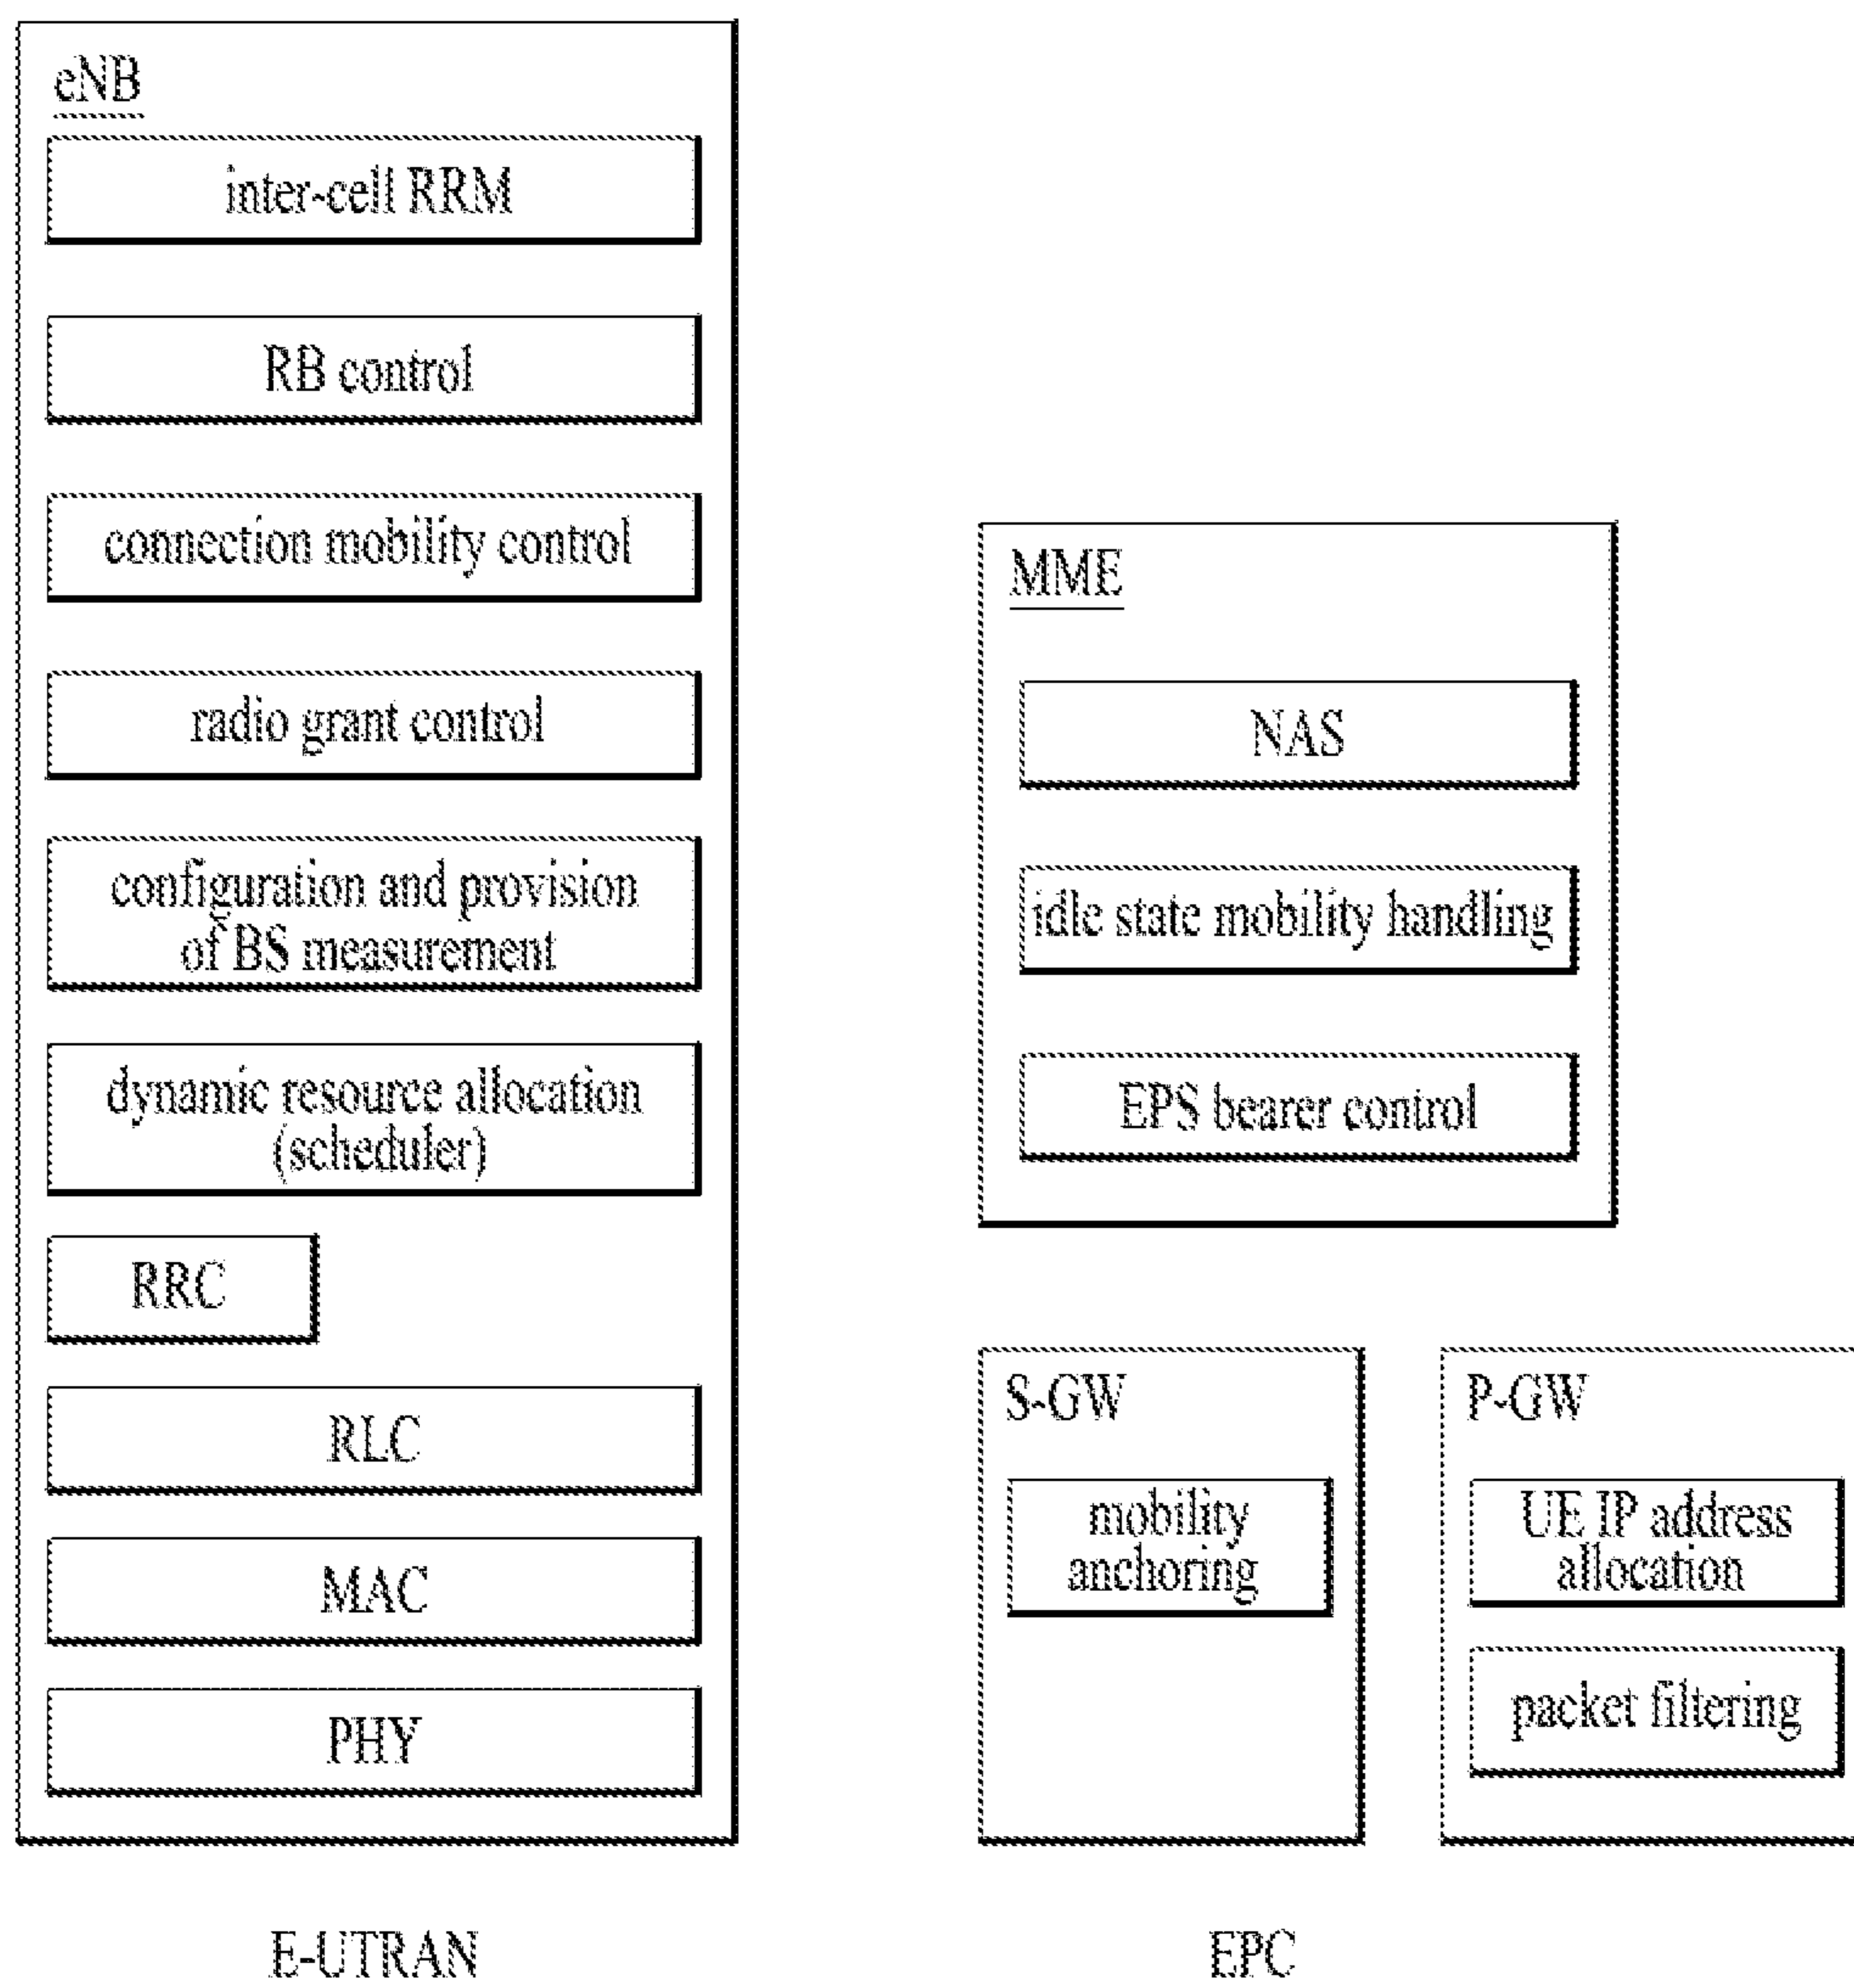 eNB
inter-cell RRM
RB control
connection mobility control
radio grant control
configuration and provision
of BS measurement
dynamic resource allocation
(scheduler)
RRC
RLC
MAC
PHY
E-UTRAN
MME
NAS
idle state mobility handling
EPS bearer control
S-GW
mobility
anchoring
P-GW
UE IP address
allocation
packet filtering
EPC